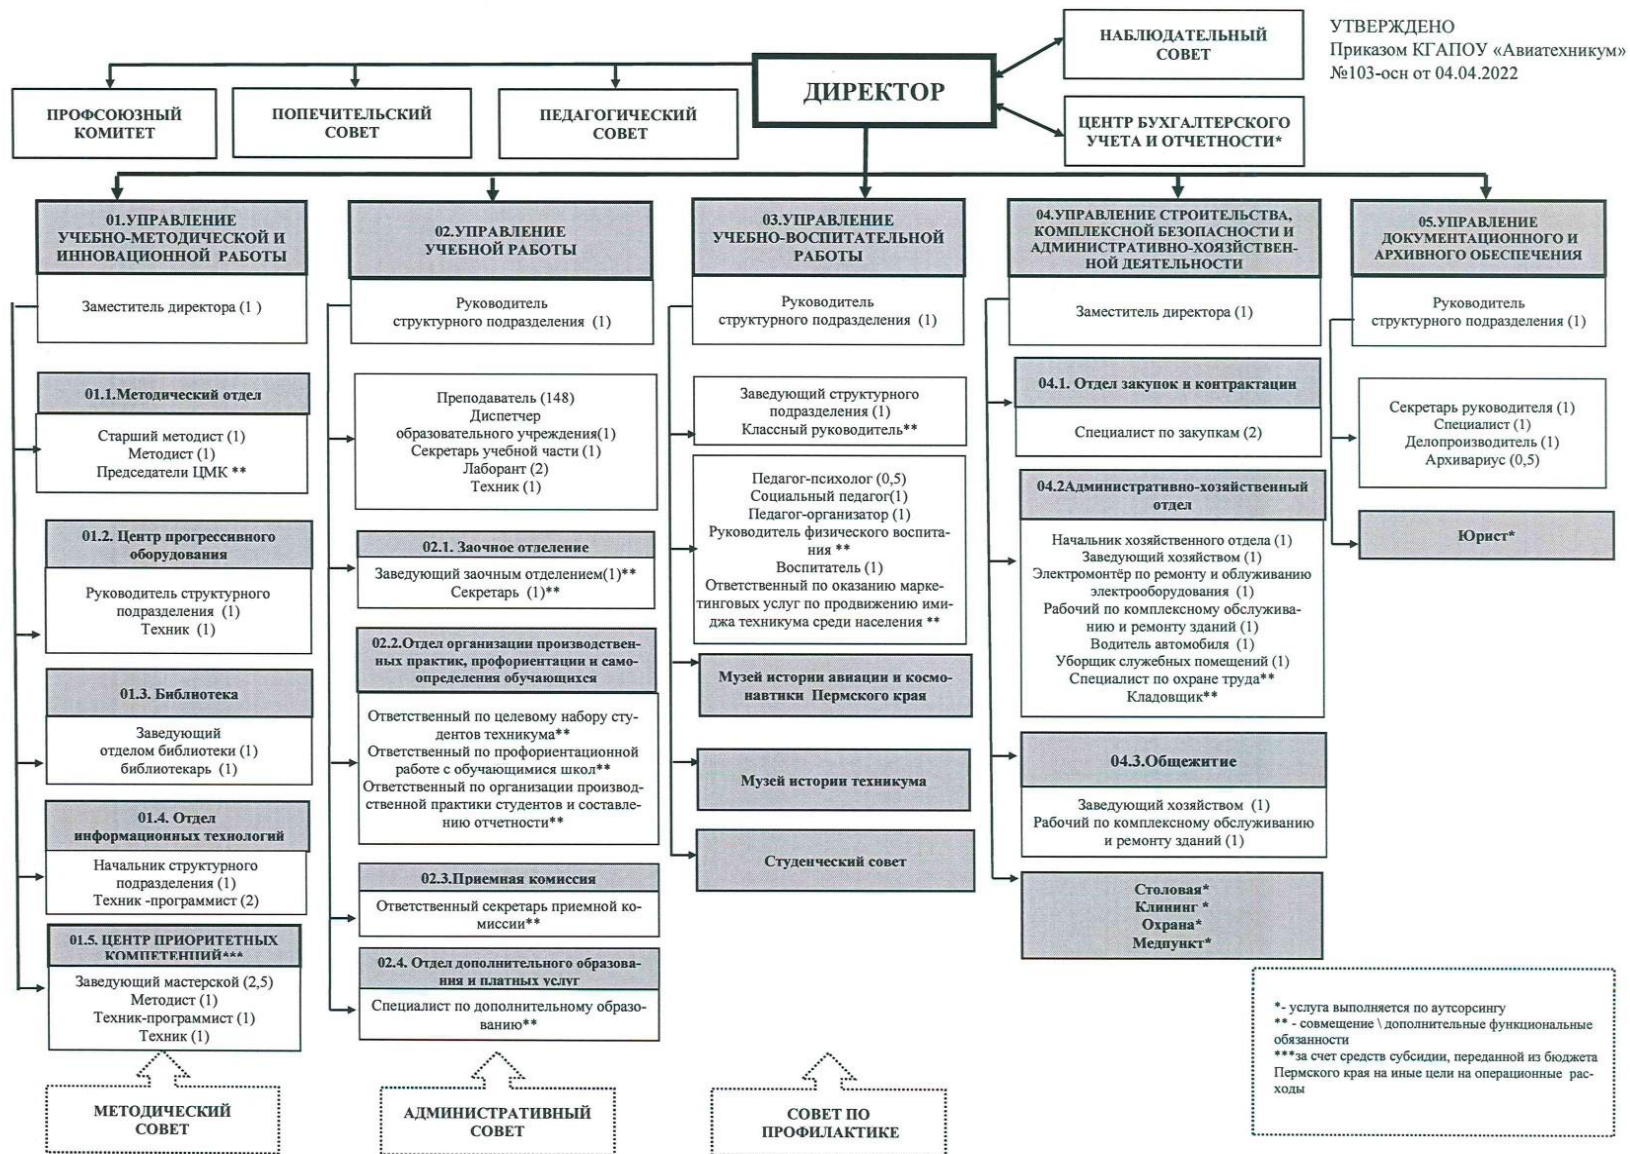 УТВЕРЖДЕНО
Приказом КГАПОУ «Авиатехникум»
№103-осн от 04.04.2022
НАБЛЮДАТЕЛЬНЫЙ
СОВЕТ
ДИРЕКТОР
ПРОФСОЮЗНЫЙ
КОМИТЕТ
ПОПЕЧИТЕЛЬСКИЙ
СОВЕТ
ПЕДАГОГИЧЕСКИЙ
СОВЕТ
ЦЕНТР БУХГАЛТЕРСКОГО
УЧЕТА И ОТЧЕТНОСТИ*
01.УПРАВЛЕНИЕ
УЧЕБНО-МЕТОДИЧЕСКОЙ И
ИННОВАЦИОННОЙ РАБОТЫ
Заместитель директора (1 )
01.1.Методический отдел
Старший методист (1)
Методист (1)
Председатели ЦМК **
01.2. Центр прогрессивного
оборудования
Руководитель структурного
подразделения (1)
Техник (1)
01.3. Библиотека
Заведующий
отделом библиотеки (1)
библиотекарь (1)
01.4. Отдел
информационных технологий
Начальник структурного
подразделения (1)
Техник -программист (2)
01.5. ЦЕНТР ПРИОРИТЕТНЫХ
КОМПЕТЕНЦИЙ***
Заведующий мастерской (2,5)
Методист (1)
Техник-программист (1)
Техник (1)
МЕТОДИЧЕСКИЙ
СОВЕТ
02.УПРАВЛЕНИЕ
УЧЕБНОЙ РАБОТЫ
Руководитель
структурного подразделения (1)
Преподаватель (148)
Диспетчер
образовательного учреждения(1)
Секретарь учебной части (1)
Лаборант (2)
Техник (1)
02.1. Заочное отделение
Заведующий заочным отделением(1)**
Секретарь (1)**
02.2.Отдел организации производствен-
ных практик, профориентации и само-
определения обучающихся
Ответственный по целевому набору сту-
дентов техникума**
Ответственный по профориентационной
работе с обучающимися школ**
Ответственный по организации производ-
ственной практики студентов и составле-
нию отчетности**
02.3.Приемная комиссия
Ответственный секретарь приемной ко-
миссии**
02.4. Отдел дополнительного образова-
ния и платных услуг
Специалист по дополнительному образо-
ванию**
АДМИНИСТРАТИВНЫЙ
СОВЕТ
03.УПРАВЛЕНИЕ
УЧЕБНО-ВОСПИТАТЕЛЬНОЙ
РАБОТЫ
Руководитель
структурного подразделения (1)
Заведующий структурного
подразделения (1)
Классный руководитель**
Педагог-психолог (0,5)
Социальный педагог(1)
Педагог-организатор (1)
Руководитель физического воспита-
ния **
Воспитатель (1)
Ответственный по оказанию марке-
тинговых услуг по продвижению ими-
джа техникума среди населения **
Музей истории авиации и космо-
навтики Пермского края
Музей истории техникума
Студенческий совет
СОВЕТ ПО
ПРОФИЛАКТИКЕ
04.УПРАВЛЕНИЕ СТРОИТЕЛЬСТВА,
КОМПЛЕКСНОЙ БЕЗОПАСНОСТИ И
АДМИНИСТРАТИВНО-ХОЯЗЙСТВЕН-
НОЙ ДЕЯТЕЛЬНОСТИ
Заместитель директора (1)
04.1. Отдел закупок и контрактации
Специалист по закупкам (2)
04.2Административно-хозяйственный
отдел
Начальник хозяйственного отдела (1)
Заведующий хозяйством (1)
Электромонтёр по ремонту и облуживанию
электрооборудования (1)
Рабочий по комплексному обслужива-
нию и ремонту зданий (1)
Водитель автомобиля (1)
Уборщик служебных помещений (1)
Специалист по охране труда**
Кладовщик**
04.3.Общежитие
Заведующий хозяйством (1)
Рабочий по комплексному обслуживанию
и ремонту зданий (1)
Столовая*
Клининг *
Охрана*
Медпункт*
05.УПРАВЛЕНИЕ
ДОКУМЕНТАЦИОННОГО И
АРХИВНОГО ОБЕСПЕЧЕНИЯ
Руководитель
структурного подразделения (1)
Секретарь руководителя (1)
Специалист (1)
Делопроизводитель (1)
Архивариус (0,5)
Юрист*
*- услуга выполняется по аутсорсингу
** - совмещение \ дополнительные функциональные
обязанности
***за счет средств субсидии, переданной из бюджета
Пермского края на иные цели на операционные рас-
ходы